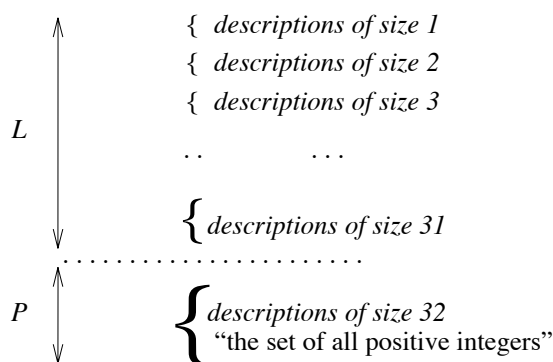 { descriptions of size 1
{ descriptions of size 2
{ descriptions of size 3
L
. . . . .
{ descriptions of size 31
. . . . . . . . . . . . . . . . . . . . . . .
P
{ descriptions of size 32
“the set of all positive integers”